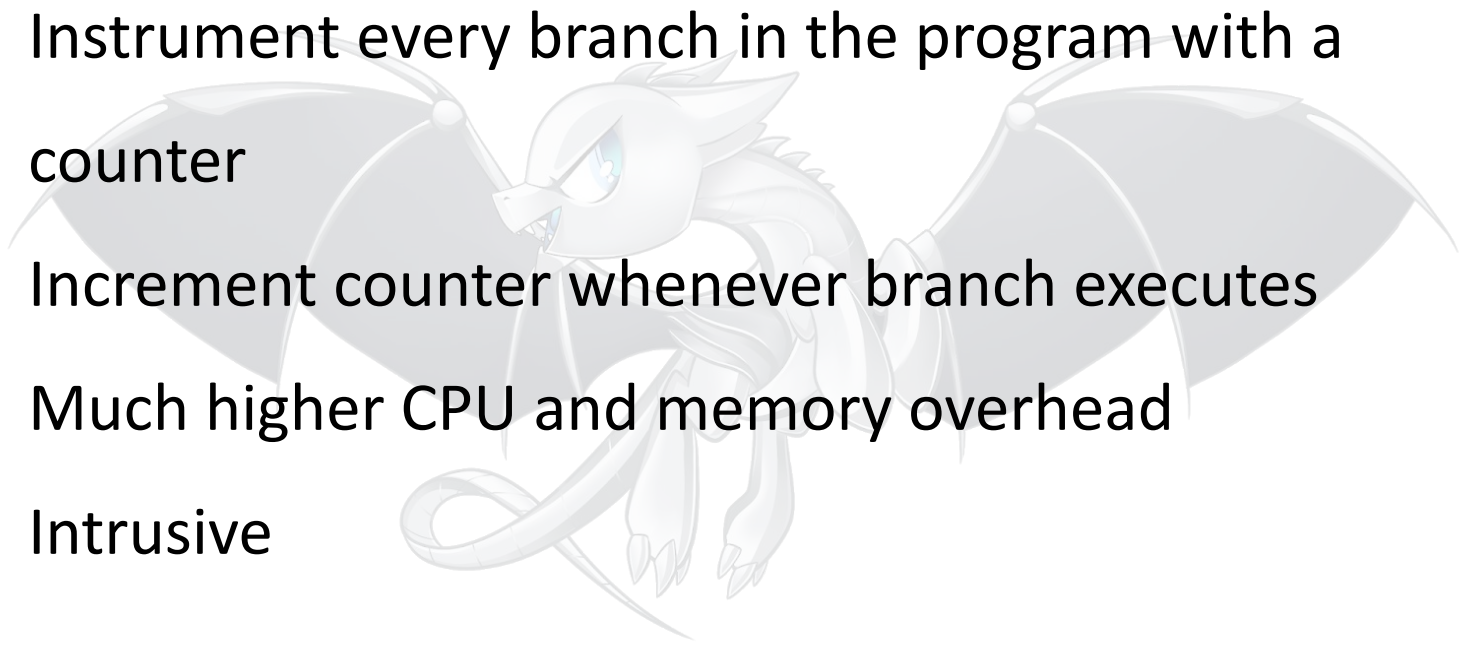 Instrument every branch in the program with a
counter
Increment counter whenever branch executes
Much higher CPU and memory overhead
Intrusive